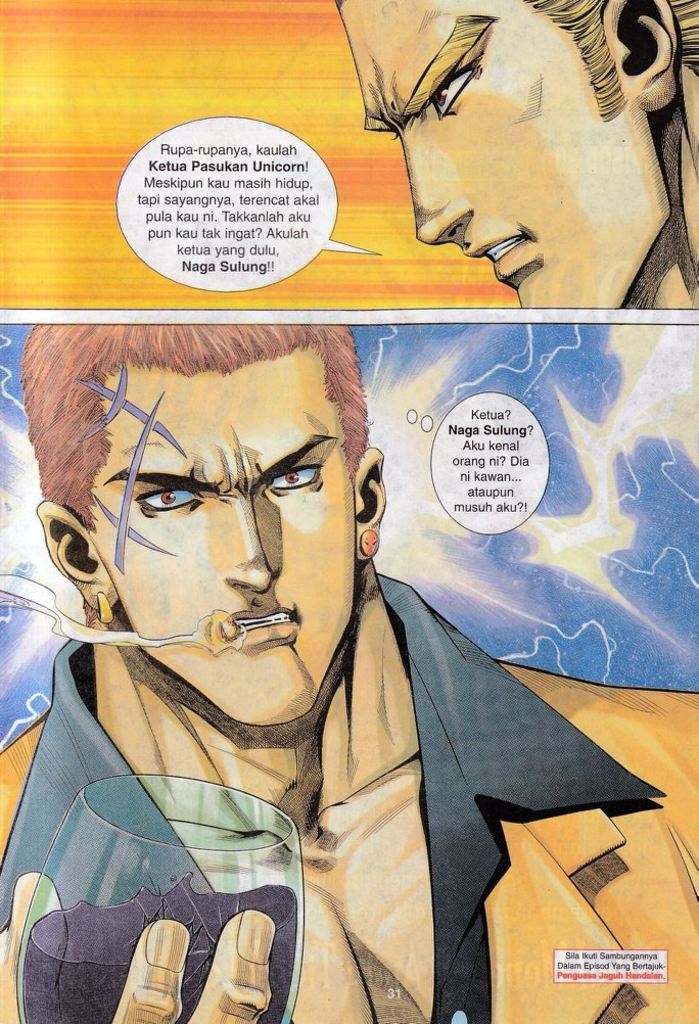 Rupa-rupanya, kaulah
Ketua Pasukan Unicorn!
Meskipun kau masih hidup,
tapi sayangnya, terencat akal
pula kau ni. Takkanlah aku
pun kau tak ingat? Akulah
ketua yang dulu,
Naga Sulung!!
Ketua?
Naga Sulung?
Aku kenal
orang ni? Dia
ni kawan...
ataupun
musuh aku?!
Sila Ikuti Sambungannya
Dalam Episod Yang Bertajuk-
Penguasa Jaguh Handalan.
31